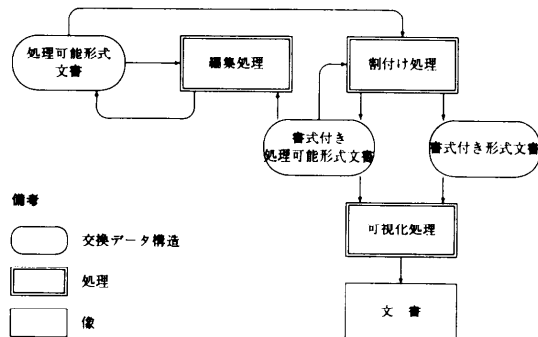 処理可能形式
文書
編集処理
割付け処理
書式付き
処理可能形式文書
書式付き形式文書
備考
可視化処理
交換データ構造
処理
像
文 書